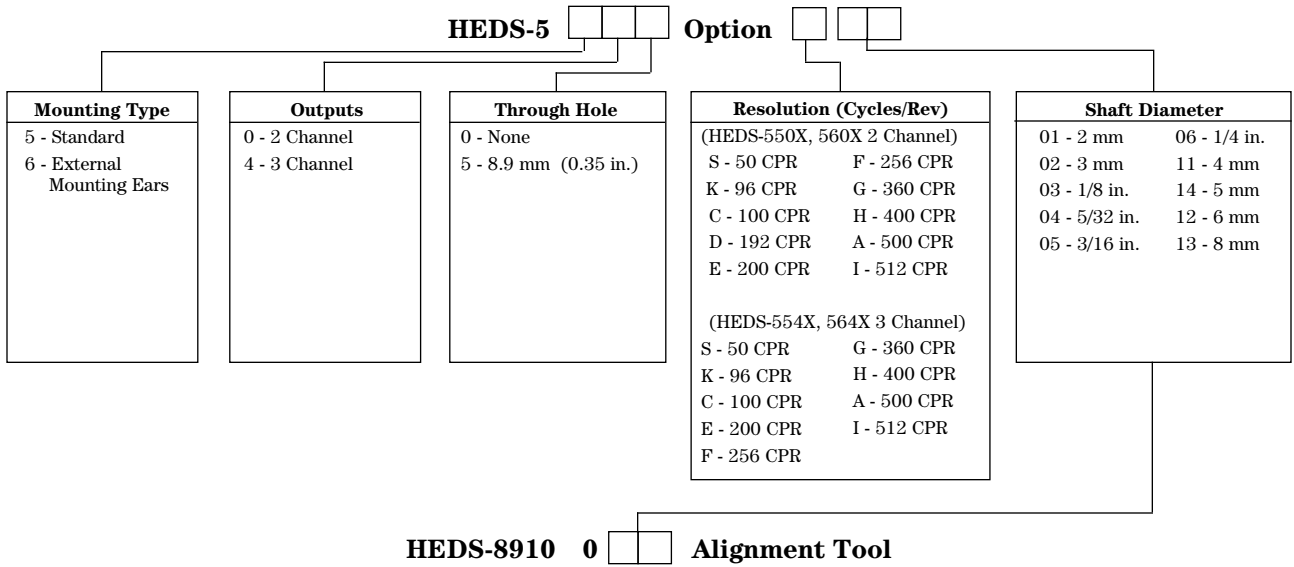 HEDS-5 Option
Mounting Type
5 - Standard
6 - External
Mounting Ears
Outputs
0 - 2 Channel
4 - 3 Channel
Through Hole
0 - None
5 - 8.9 mm (0.35 in.)
Resolution (Cycles/Rev)
(HEDS-550X, 560X 2 Channel)
S - 50 CPR F - 256 CPR
K - 96 CPR G - 360 CPR
C - 100 CPR H - 400 CPR
D - 192 CPR A - 500 CPR
E - 200 CPR I - 512 CPR
(HEDS-554X, 564X 3 Channel)
S - 50 CPR G - 360 CPR
K - 96 CPR H - 400 CPR
C - 100 CPR A - 500 CPR
E - 200 CPR I - 512 CPR
F - 256 CPR
Shaft Diameter
01 - 2 mm 06 - 1/4 in.
02 - 3 mm 11 - 4 mm
03 - 1/8 in. 14 - 5 mm
04 - 5/32 in. 12 - 6 mm
05 - 3/16 in. 13 - 8 mm
HEDS-8910 0 Alignment Tool